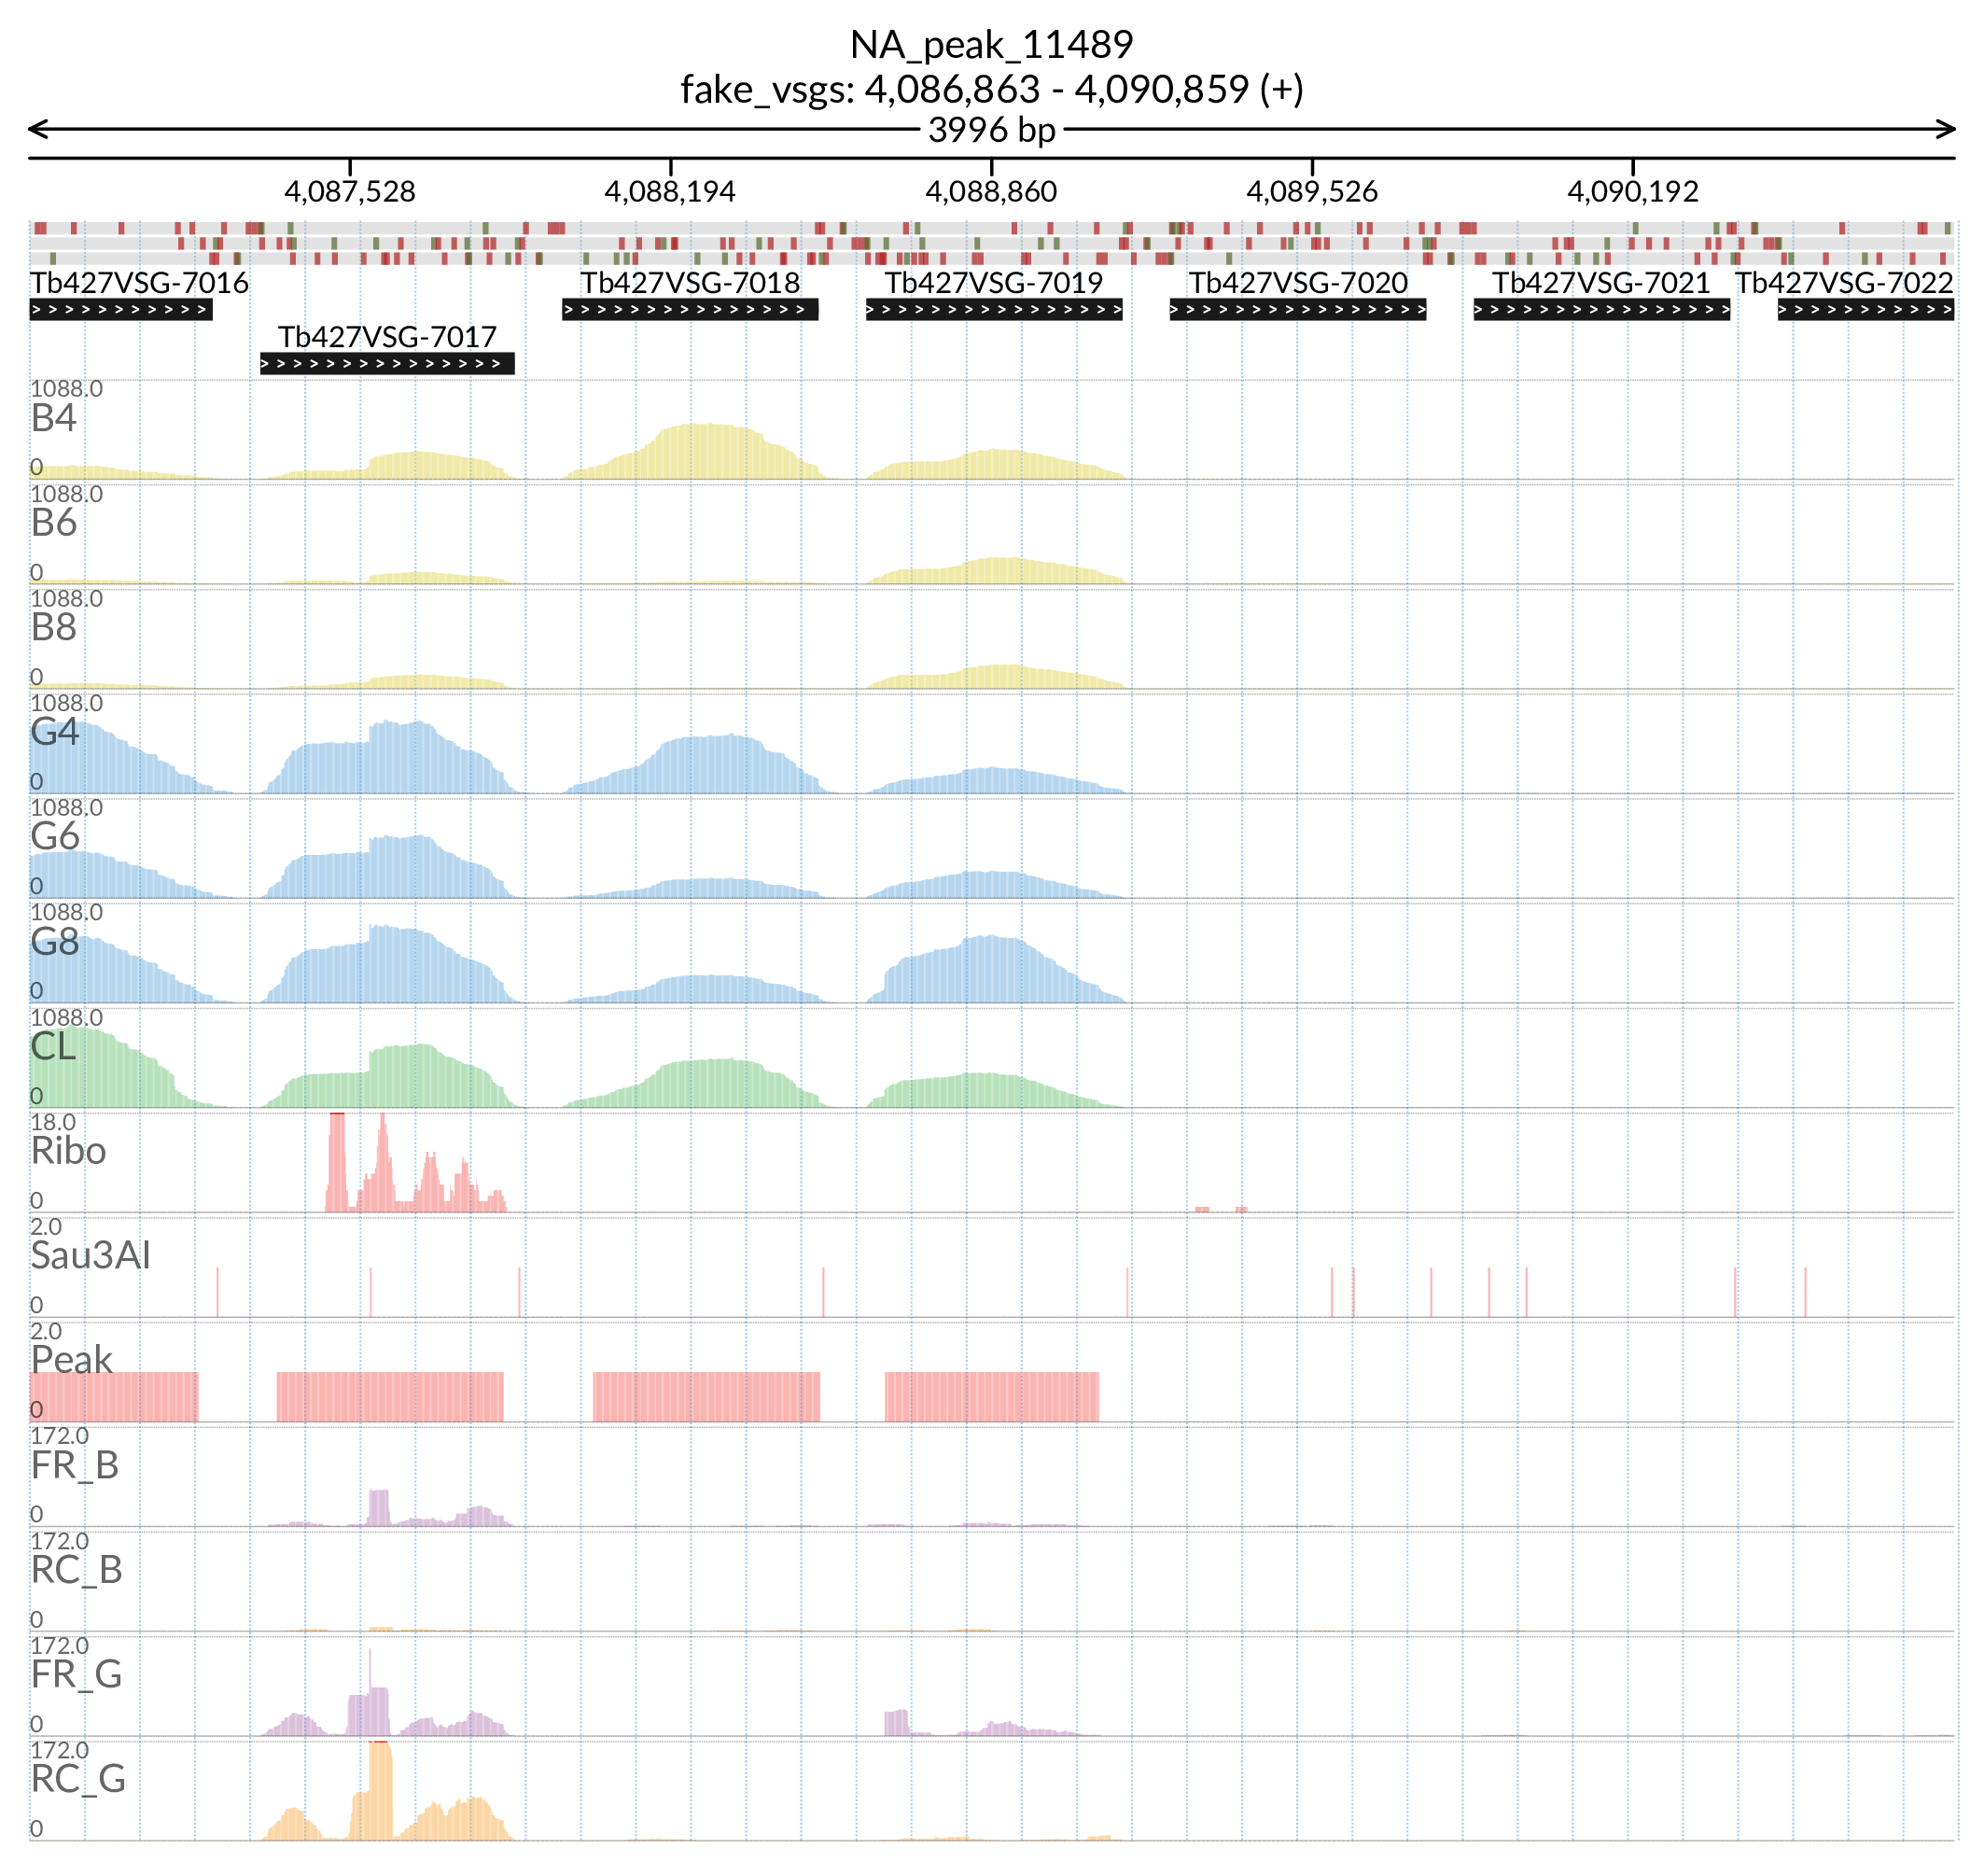 NA_peak_11489
fake_vsgs: 4,086,863 - 4,090,859 (+)
3996 bp
4,087,528 4,088,194 4,088,860 4,089,526 4,090,192
Tb427VSG-7016 Tb427VSG-7018 Tb427VSG-7019 Tb427VSG-7020 Tb427VSG-7021 Tb427VSG-7022
Tb427VSG-7017
1088.0
B4
0
1088.0
B6
0
1088.0
B8
0
1088.0
G4
0
1088.0
G6
0
1088.0
G8
0
1088.0
CL
0
18.0
Ribo
0
2.0
Sau3AI
0
2.0
Peak
0
172.0
FR_B
0
172.0
RC_B
0
172.0
FR_G
0
172.0
RC_G
0